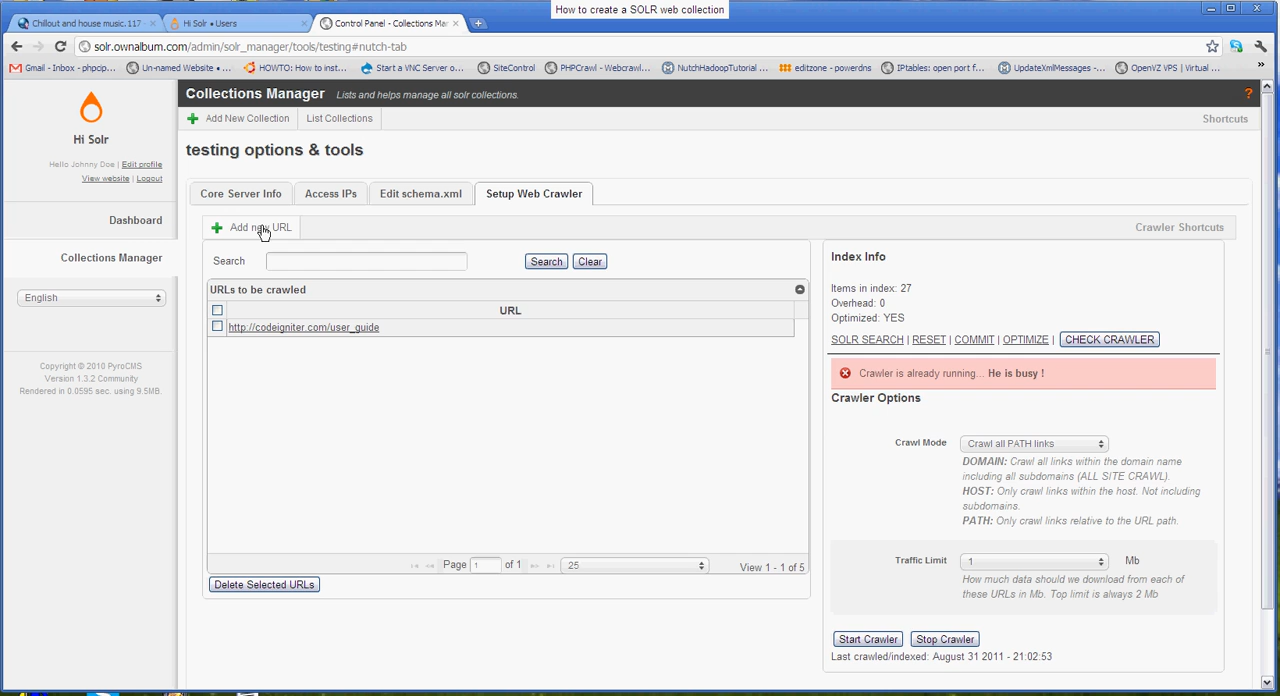 How to create a SOLR web collection
Chillout and house music. 117
Hi Solr • Users
Control Panel - Collections Mar
solr.ownalbum.com/admin/solr_manager/tools/testing#nutch-tab
Gmail - Inbox - phpcip...
Un-named Website • ...
HOWTO: How to inst...
Start a VNC Server o...
SiteControl
PHPCrawl - Webcrawl...
NutchHadoopTutorial ...
editzone - powerdns
IPtables: open port f...
UpdateXmlMessages - ...
OpenVZ VPS | Virtual ...
»
Hi Solr
Hello Johnny Doe | Edit profile
View website | Logout
Dashboard
Collections Manager
English
Copyright © 2010 PyroCMS
Version 1.3.2 Community
Rendered in 0.0595 sec. using 9.5MB.
Collections Manager Lists and helps manage all solr collections.
?
Add New Collection
List Collections
Shortcuts
testing options & tools
Core Server Info
Access IPs
Edit schema.xml
Setup Web Crawler
Add new URL
Crawler Shortcuts
Search
Search
Clear
URLs to be crawled
URL
http://codeigniter.com/user_guide
Page 1 of 1
25
View 1 - 1 of 5
Delete Selected URLs
Index Info
Items in index: 27
Overhead: 0
Optimized: YES
SOLR SEARCH | RESET | COMMIT | OPTIMIZE | CHECK CRAWLER
Crawler is already running... He is busy !
Crawler Options
Crawl Mode
Crawl all PATH links
DOMAIN: Crawl all links within the domain name
including all subdomains (ALL SITE CRAWL).
HOST: Only crawl links within the host. Not including
subdomains.
PATH: Only crawl links relative to the URL path.
Traffic Limit
1
Mb
How much data should we download from each of
these URLs in Mb. Top limit is always 2 Mb
Start Crawler
Stop Crawler
Last crawled/indexed: August 31 2011 - 21:02:53